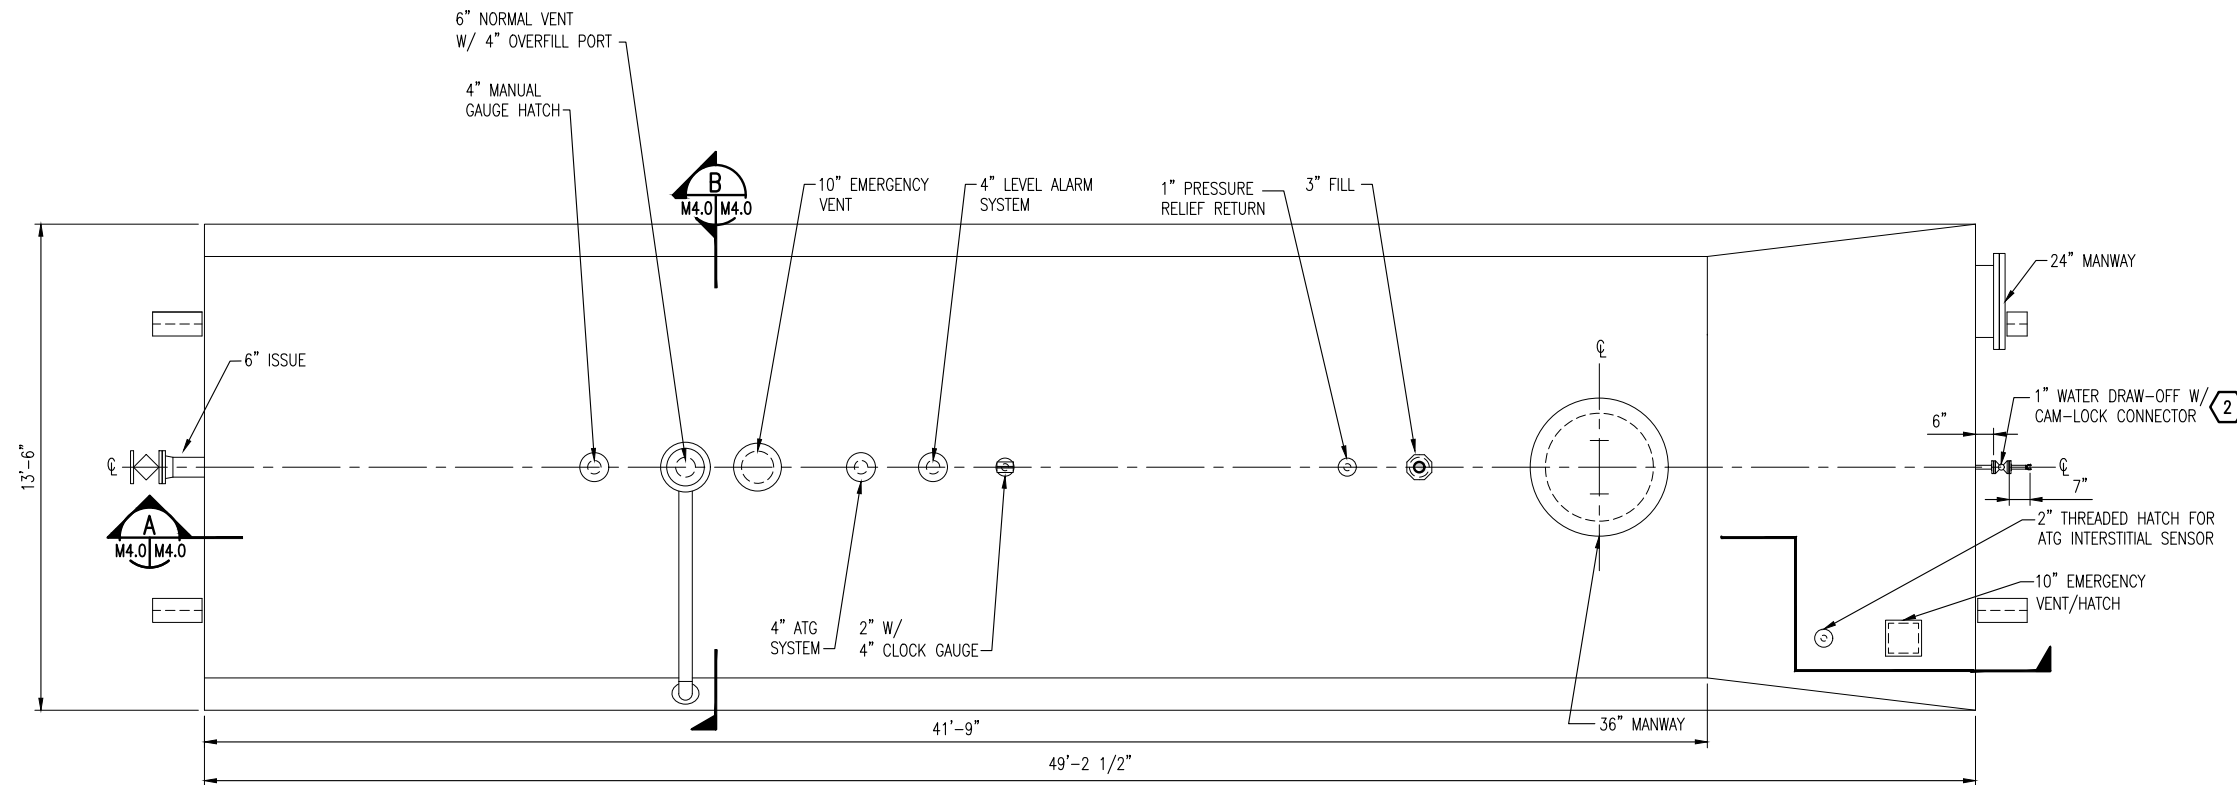 6" NORMAL VENT
W/ 4" OVERFILL PORT
4" MANUAL
GAUGE HATCH
B
M4.0 M4.0
10" EMERGENCY
VENT
4" LEVEL ALARM
SYSTEM
1" PRESSURE
RELIEF RETURN
3" FILL
24" MANWAY
6" ISSUE
℄
1" WATER DRAW-OFF W/
CAM-LOCK CONNECTOR
2
6"
13'-6"
℄
℄
7"
A
M4.0 M4.0
2" THREADED HATCH FOR
ATG INTERSTITIAL SENSOR
10" EMERGENCY
VENT/HATCH
4" ATG
SYSTEM
2" W/
4" CLOCK GAUGE
36" MANWAY
41'-9"
49'-2 1/2"